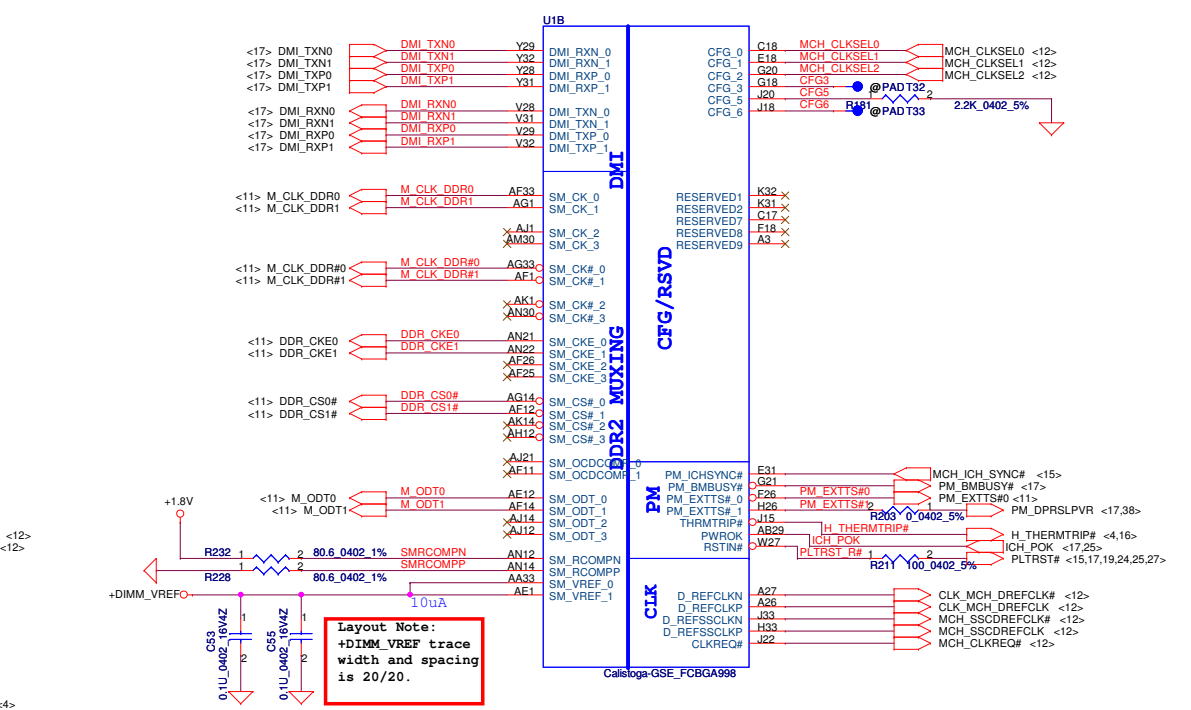 U1B
<17> DMI_TXN0 DMI_TXN0 Y29 DMI_RXN_0
<17> DMI_TXN1 DMI_TXN1 Y32 DMI_RXN_1
<17> DMI_TXP0 DMI_TXP0 Y28 DMI_RXP_0
<17> DMI_TXP1 DMI_TXP1 Y31 DMI_RXP_1
<17> DMI_RXN0 DMI_RXN0 V28 DMI_TXN_0
<17> DMI_RXN1 DMI_RXN1 V31 DMI_TXN_1
<17> DMI_RXP0 DMI_RXP0 V29 DMI_TXP_0
<17> DMI_RXP1 DMI_RXP1 V32 DMI_TXP_1
DMI
<11> M_CLK_DDR0 M_CLK_DDR0 AF33 SM_CK_0
<11> M_CLK_DDR1 M_CLK_DDR1 AG1 SM_CK_1
AJ1 SM_CK_2
AM30 SM_CK_3
<11> M_CLK_DDR#0 M_CLK_DDR#0 AG33 SM_CK#_0
<11> M_CLK_DDR#1 M_CLK_DDR#1 AF1 SM_CK#_1
AK1 SM_CK#_2
AN30 SM_CK#_3
<11> DDR_CKE0 DDR_CKE0 AN21 SM_CKE_0
<11> DDR_CKE1 DDR_CKE1 AN22 SM_CKE_1
AF26 SM_CKE_2
AF25 SM_CKE_3
<11> DDR_CS0# DDR_CS0# AG14 SM_CS#_0
<11> DDR_CS1# DDR_CS1# AF12 SM_CS#_1
AK14 SM_CS#_2
AH12 SM_CS#_3
DDR2 MUXING
AJ21 SM_OCDCOMP_0
AF11 SM_OCDCOMP_1
<11> M_ODT0 M_ODT0 AE12 SM_ODT_0
<11> M_ODT1 M_ODT1 AF14 SM_ODT_1
AJ14 SM_ODT_2
AJ12 SM_ODT_3
+1.8V
R232 1 2 80.6_0402_1% SMRCOMPN AN12 SM_RCOMPN
R228 1 2 80.6_0402_1% SMRCOMPP AN14 SM_RCOMPP
AA33 SM_VREF_0
+DIMM_VREF 10uA AE1 SM_VREF_1
C53 0.1U_0402_16V4Z 1 2
C55 0.1U_0402_16V4Z 1 2
Layout Note:
+DIMM_VREF trace
width and spacing
is 20/20.
CFG_0 C18 MCH_CLKSEL0 MCH_CLKSEL0 <12>
CFG_1 E18 MCH_CLKSEL1 MCH_CLKSEL1 <12>
CFG_2 G20 MCH_CLKSEL2 MCH_CLKSEL2 <12>
CFG_3 G18 CFG3 @PADT32
CFG_5 J20 CFG5 R181 1 2 2.2K_0402_5%
CFG_6 J18 CFG6 @PADT33
RESERVED1 K32
RESERVED2 K31
RESERVED7 C17
RESERVED8 F18
RESERVED9 A3
CFG/RSVD
PM_ICHSYNC# E31 MCH_ICH_SYNC# <15>
PM_BMBUSY# G21 PM_BMBUSY# <17>
PM_EXTTS#_0 F26 PM_EXTTS#0 PM_EXTTS#0 <11>
PM_EXTTS#_1 H26 PM_EXTTS#1 R203 2 1 0_0402_5% PM_DPRSLPVR <17,38>
THRMTRIP# J15 H_THERMTRIP# H_THERMTRIP# <4,16>
PWROK AB29 ICH_POK ICH_POK <17,25>
RSTIN# W27 PLTRST_R# R211 1 2 100_0402_5% PLTRST# <15,17,19,24,25,27>
PM
D_REFCLKN A27 CLK_MCH_DREFCLK# <12>
D_REFCLKP A26 CLK_MCH_DREFCLK <12>
D_REFSSCLKN J33 MCH_SSCDREFCLK# <12>
D_REFSSCLKP H33 MCH_SSCDREFCLK <12>
CLKREQ# J22 MCH_CLKREQ# <12>
CLK
Calistoga-GSE_FCBGA998
<12>
<12>
<4>